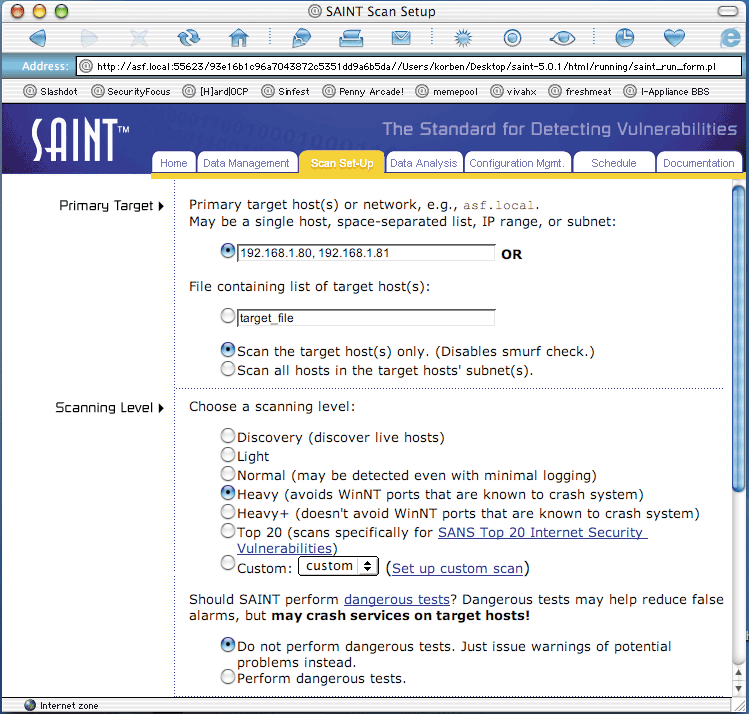 SAINT Scan Setup
Address: http://asf.local:55623/93e16b1c96a7043872c5351dd9a6b5da//Users/korben/Desktop/saint-5.0.1/html/running/saint_run_form.pl
Slashdot SecurityFocus [H]ard|OCP Sinfest Penny Arcade! memepool vivahx freshmeat I-Appliance BBS
SAINT™
The Standard for Detecting Vulnerabilities
Home Data Management Scan Set-Up Data Analysis Configuration Mgmt. Schedule Documentation
Primary Target
Primary target host(s) or network, e.g., asf.local.
May be a single host, space-separated list, IP range, or subnet:
192.168.1.80, 192.168.1.81 OR
File containing list of target host(s):
target_file
Scan the target host(s) only. (Disables smurf check.)
Scan all hosts in the target hosts' subnet(s).
Scanning Level
Choose a scanning level:
Discovery (discover live hosts)
Light
Normal (may be detected even with minimal logging)
Heavy (avoids WinNT ports that are known to crash system)
Heavy+ (doesn't avoid WinNT ports that are known to crash system)
Top 20 (scans specifically for SANS Top 20 Internet Security
Vulnerabilities)
Custom: custom (Set up custom scan)
Should SAINT perform dangerous tests? Dangerous tests may help reduce false
alarms, but may crash services on target hosts!
Do not perform dangerous tests. Just issue warnings of potential
problems instead.
Perform dangerous tests.
Internet zone